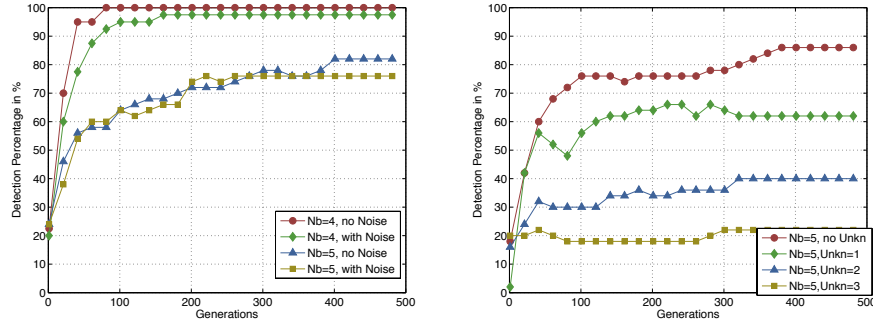 100
90
80
70
60
50
40
30
20
10
0
Detection Percentage in %
0 100 200 300 400 500
Generations
Nb=4, no Noise
Nb=4, with Noise
Nb=5, no Noise
Nb=5, with Noise
100
90
80
70
60
50
40
30
20
10
0
Detection Percentage in %
0 100 200 300 400 500
Generations
Nb=5, no Unkn
Nb=5,Unkn=1
Nb=5,Unkn=2
Nb=5,Unkn=3